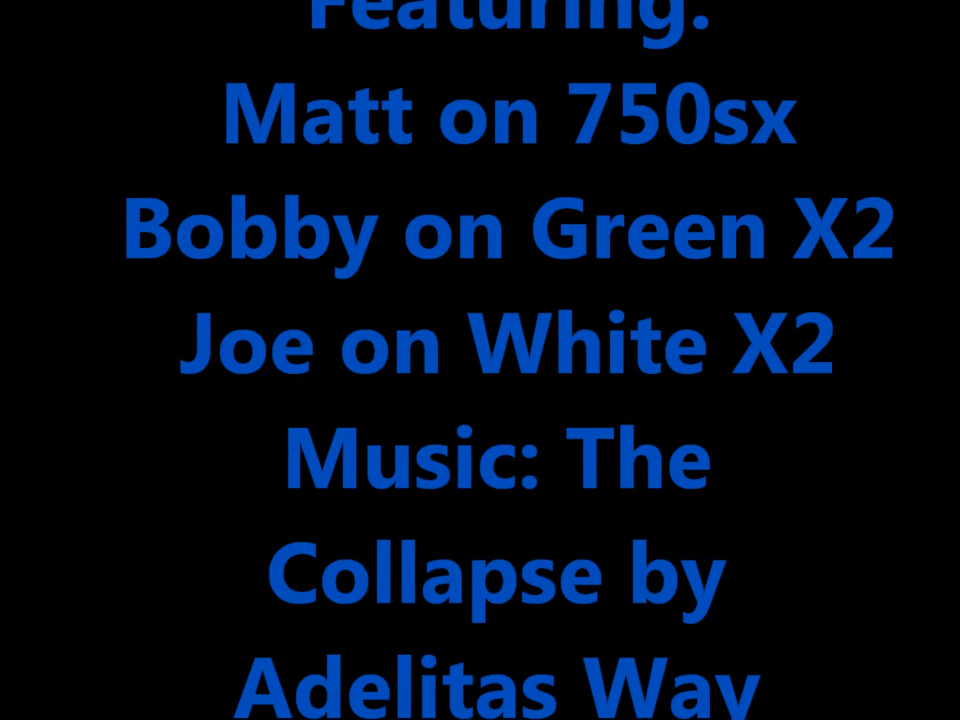 Featuring:
Matt on 750sx
Bobby on Green X2
Joe on White X2
Music: The
Collapse by
Adelitas Way